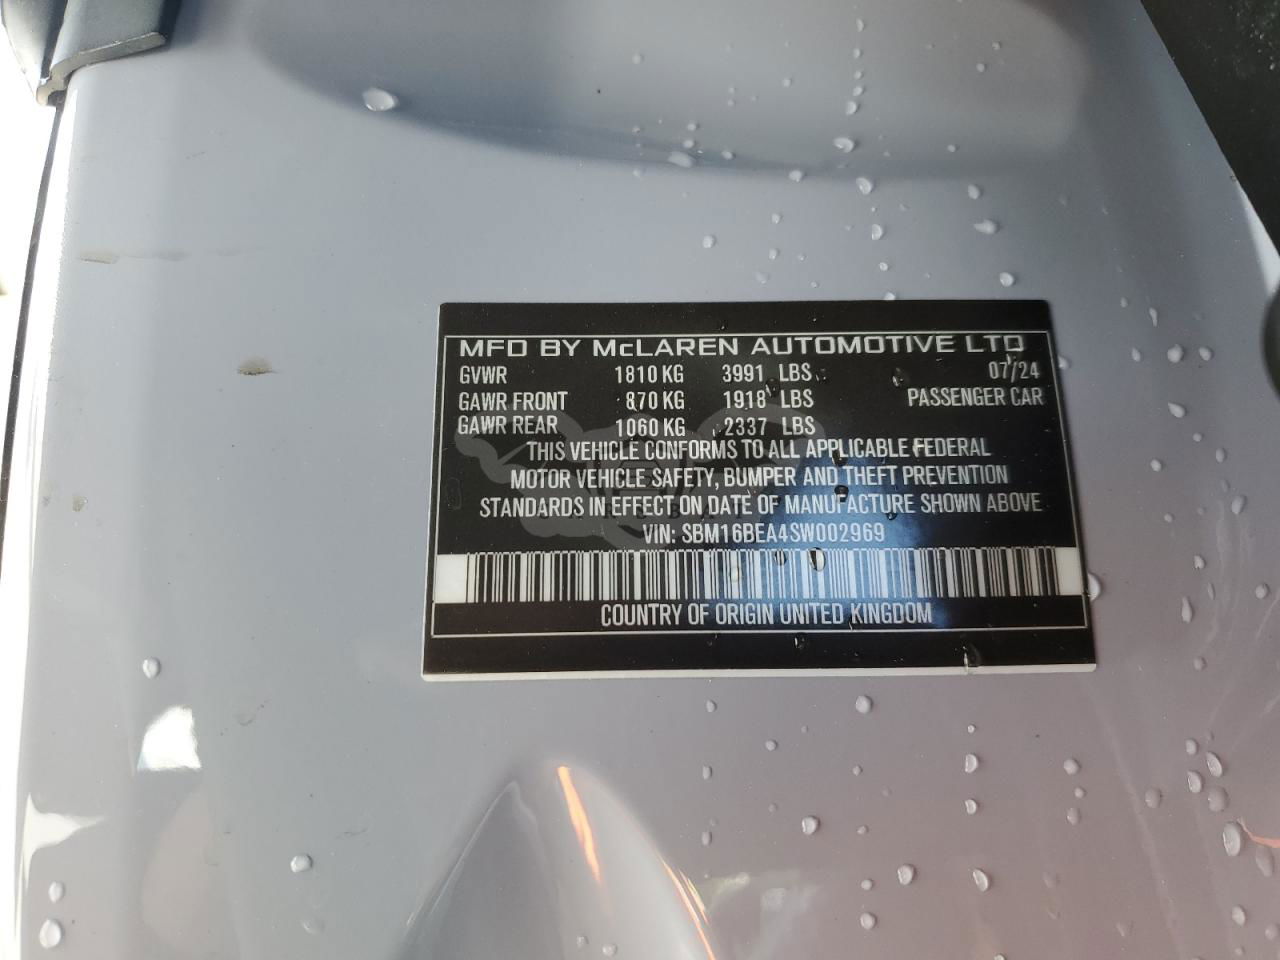 MFD BY McLAREN AUTOMOTIVE LTD
GVWR 1810 KG 3991 LBS 07/24
GAWR FRONT 870 KG 1918 LBS PASSENGER CAR
GAWR REAR 1060 KG 2337 LBS
THIS VEHICLE CONFORMS TO ALL APPLICABLE FEDERAL
MOTOR VEHICLE SAFETY, BUMPER AND THEFT PREVENTION
STANDARDS IN EFFECT ON DATE OF MANUFACTURE SHOWN ABOVE
VIN: SBM16BEA4SW002969
COUNTRY OF ORIGIN UNITED KINGDOM